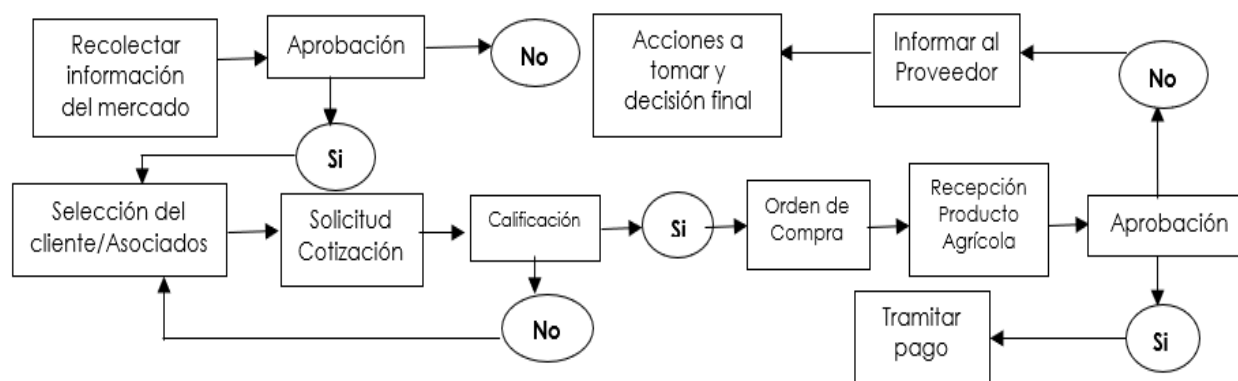 Recolectar
información
del mercado
Aprobación
No
Si
Acciones a
tomar y
decisión final
Informar al
Proveedor
No
Selección del
cliente/Asociados
Solicitud
Cotización
Calificación
No
Si
Orden de
Compra
Recepción
Producto
Agrícola
Aprobación
Tramitar
pago
Si